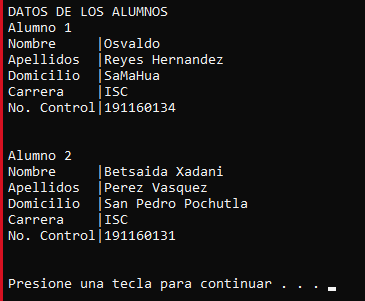 DATOS DE LOS ALUMNOS
Alumno 1
Nombre     |Osvaldo
Apellidos  |Reyes Hernandez
Domicilio  |SaMaHua
Carrera    |ISC
No. Control|191160134
Alumno 2
Nombre     |Betsaida Xadani
Apellidos  |Perez Vasquez
Domicilio  |San Pedro Pochutla
Carrera    |ISC
No. Control|191160131
Presione una tecla para continuar . . .